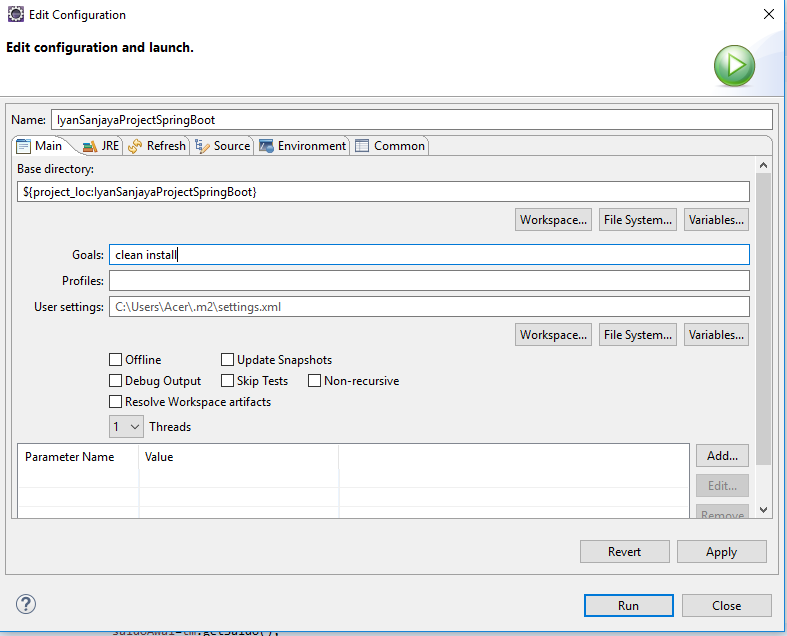 Edit Configuration
Edit configuration and launch.
Name: IyanSanjayaProjectSpringBoot
Main JRE Refresh Source Environment Common
Base directory:
${project_loc:IyanSanjayaProjectSpringBoot}
Workspace... File System... Variables...
Goals: clean install
Profiles:
User settings: C:\Users\Acer\.m2\settings.xml
Workspace... File System... Variables...
Offline Update Snapshots
Debug Output Skip Tests Non-recursive
Resolve Workspace artifacts
1 Threads
Parameter Name Value Add...
Edit...
Remove
Revert Apply
? Run Close